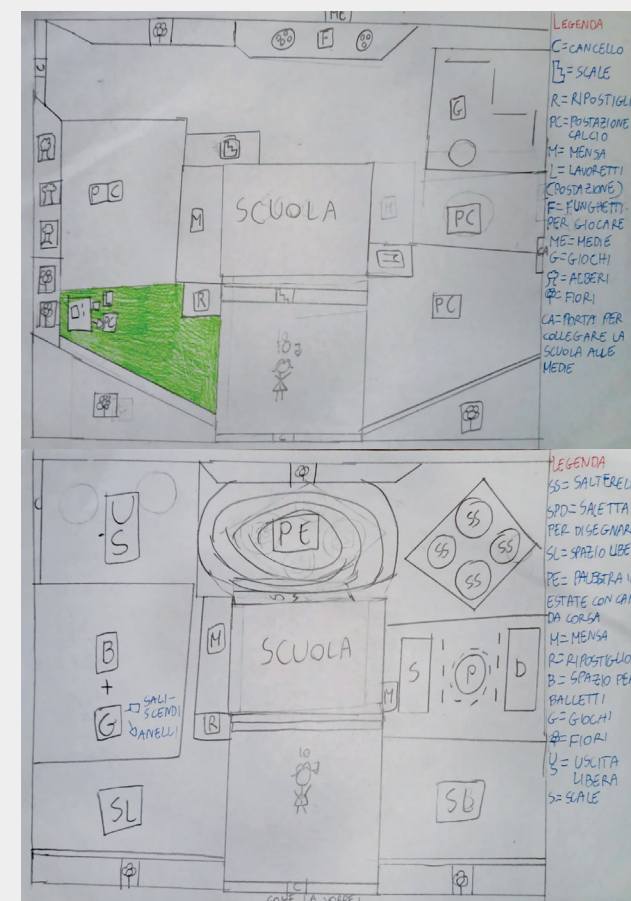 ME
F
G
P C
M
SCUOLA
M
PC
R
PC
CA
C
LEGENDA
C=CANCELLO
=SCALE
R=RIPOSTIGLI
PC=POSTAZIONE
CALCIO
M=MENSA
L=LAVORETTI
(POSTAZIONE)
F=FUNGHETTI
PER GIOCARE
ME=MEDIE
G=GIOCHI
=ALBERI
=FIORI
CA=PORTA PER
COLLEGARE LA
SCUOLA ALLE
MEDIE
U
S
PE
SS
SS
SS
SS
B
+
G
SALI-
SCENDI
ANELLI
M
SCUOLA
S
P
D
M
R
SL
C
LEGENDA
SS=SALTEREL
SPD=SALETTA
PER DISEGNAR
SL=SPAZIO LIBE
PE=PALESTRA
ESTATE CON CAM
DA CORSA
M=MENSA
R=RIPOSTIGLIO
B=SPAZIO PER
BALLETTI
G=GIOCHI
=FIORI
U
S=USCITA
LIBERA
S=SCALE